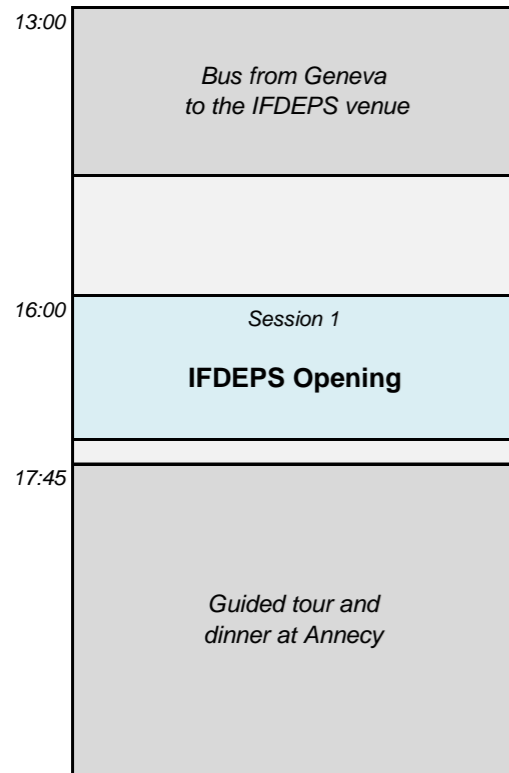 13:00
Bus from Geneva
to the IFDEPS venue
16:00
Session 1
IFDEPS Opening
17:45
Guided tour and
dinner at Annecy